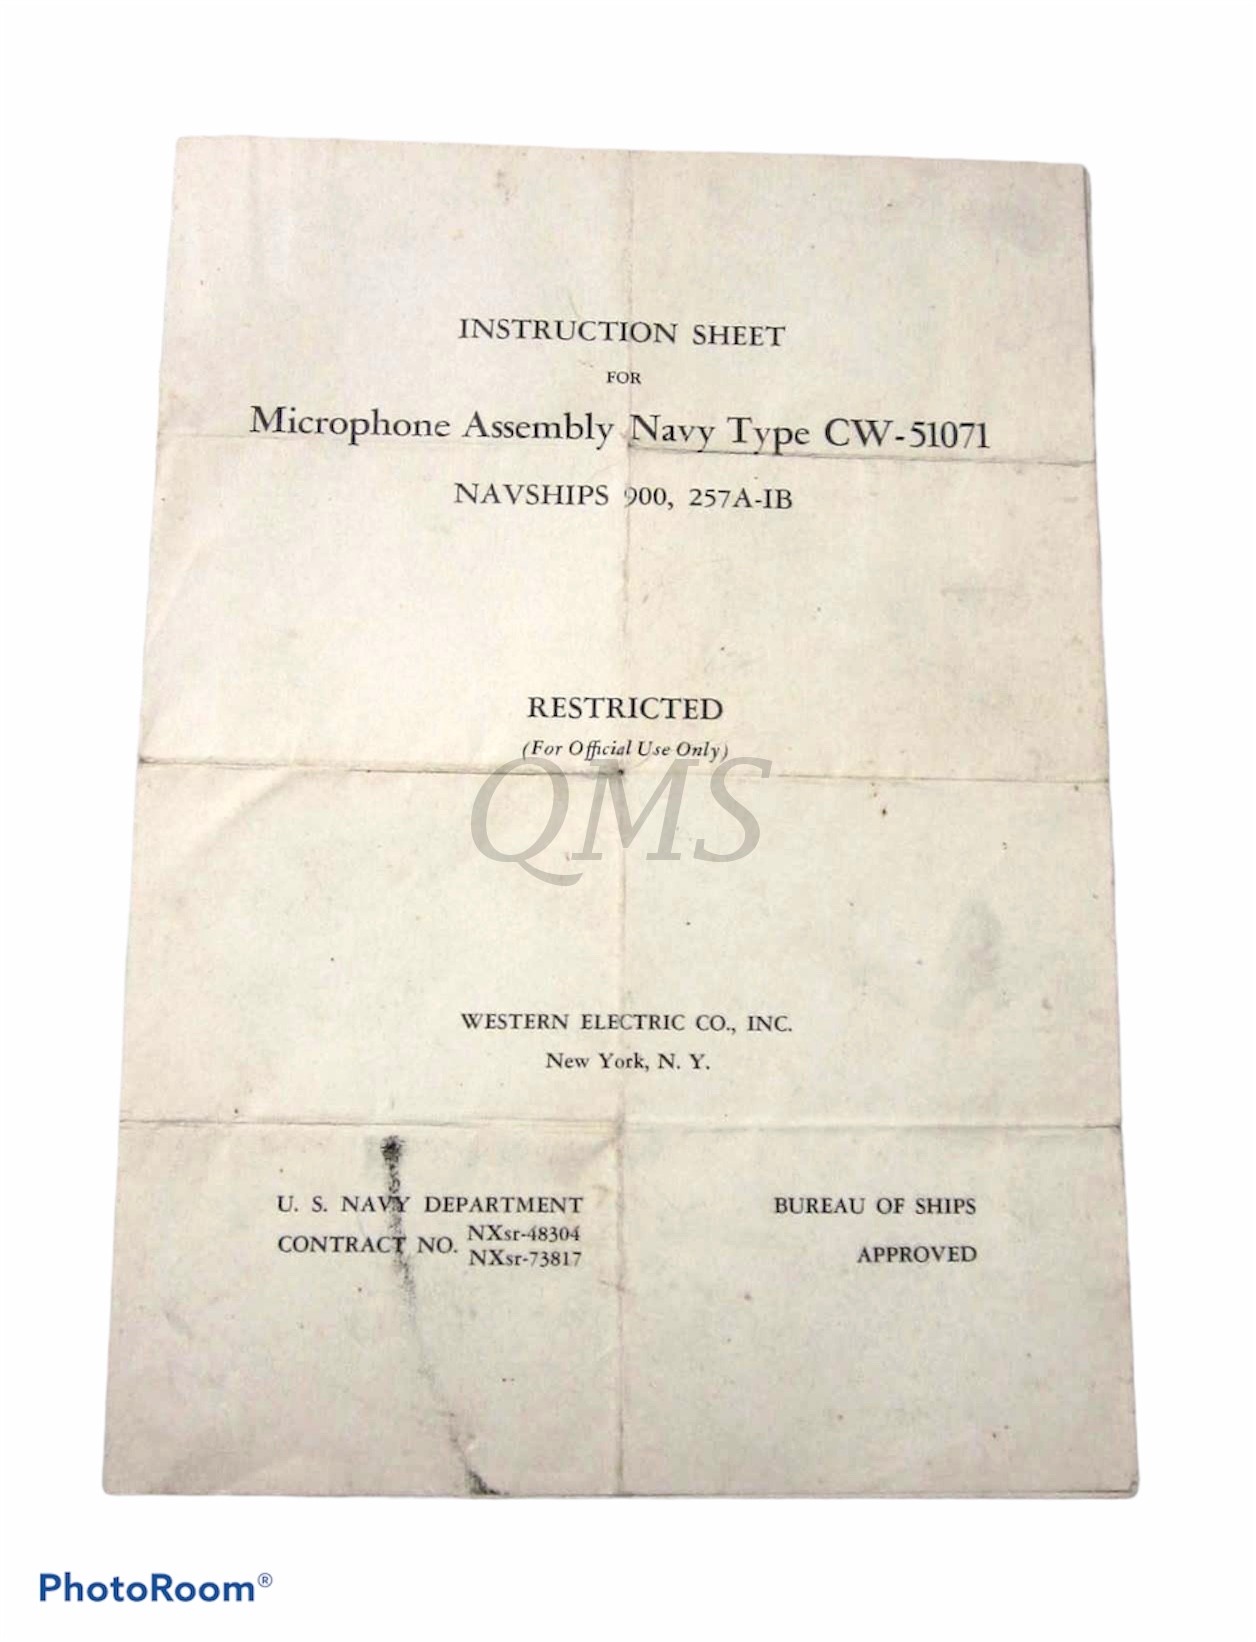 INSTRUCTION SHEET
FOR
Microphone Assembly Navy Type CW-51071
NAVSHIPS 900, 257A-IB
RESTRICTED
(For Official Use Only)
QMS
WESTERN ELECTRIC CO., INC.
New York, N. Y.
U. S. NAVY DEPARTMENT
CONTRACT NO. NXsr-48304
NXsr-73817
BUREAU OF SHIPS
APPROVED
PhotoRoom®